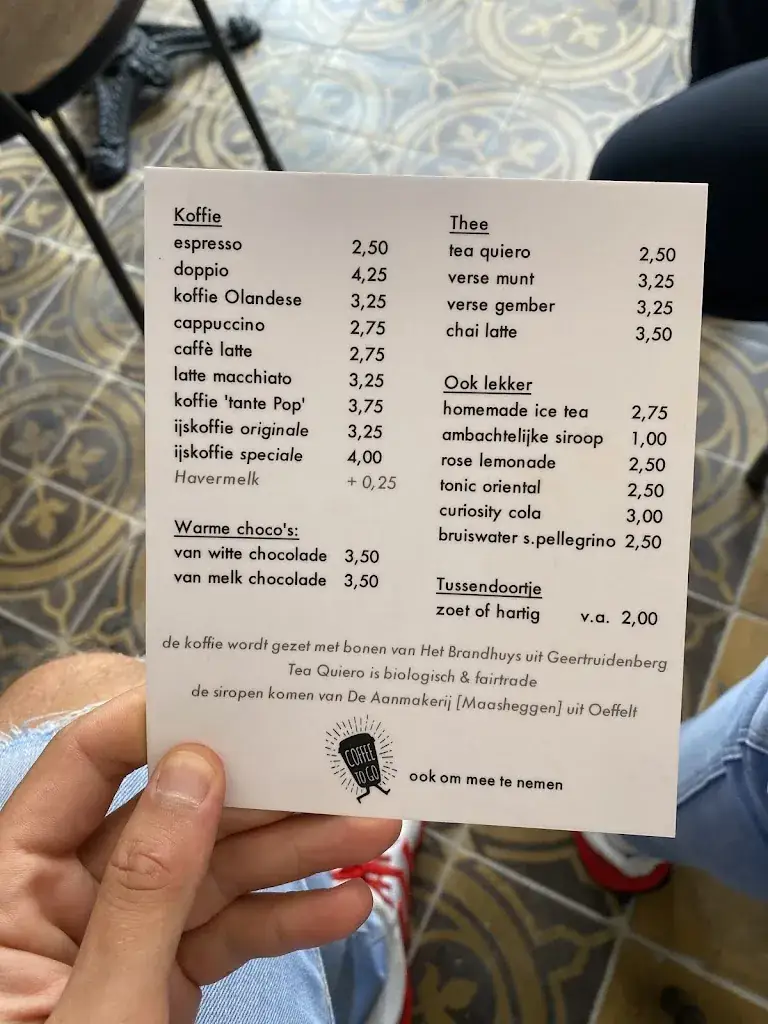 Koffie
espresso 2,50
doppio 4,25
koffie Olandese 3,25
cappuccino 2,75
caffè latte 2,75
latte macchiato 3,25
koffie 'tante Pop' 3,75
ijskoffie originale 3,25
ijskoffie speciale 4,00
Havermelk + 0,25
Warme choco's:
van witte chocolade 3,50
van melk chocolade 3,50
Thee
tea quiero 2,50
verse munt 3,25
verse gember 3,25
chai latte 3,50
Ook lekker
homemade ice tea 2,75
ambachtelijke siroop 1,00
rose lemonade 2,50
tonic oriental 2,50
curiosity cola 3,00
bruiswater s.pellegrino 2,50
Tussendoortje
zoet of hartig v.a. 2,00
de koffie wordt gezet met bonen van Het Brandhuys uit Geertruidenberg
Tea Quiero is biologisch & fairtrade
de siropen komen van De Aanmakerij [Maasheggen] uit Oeffelt
COFFEE
TO GO
ook om mee te nemen